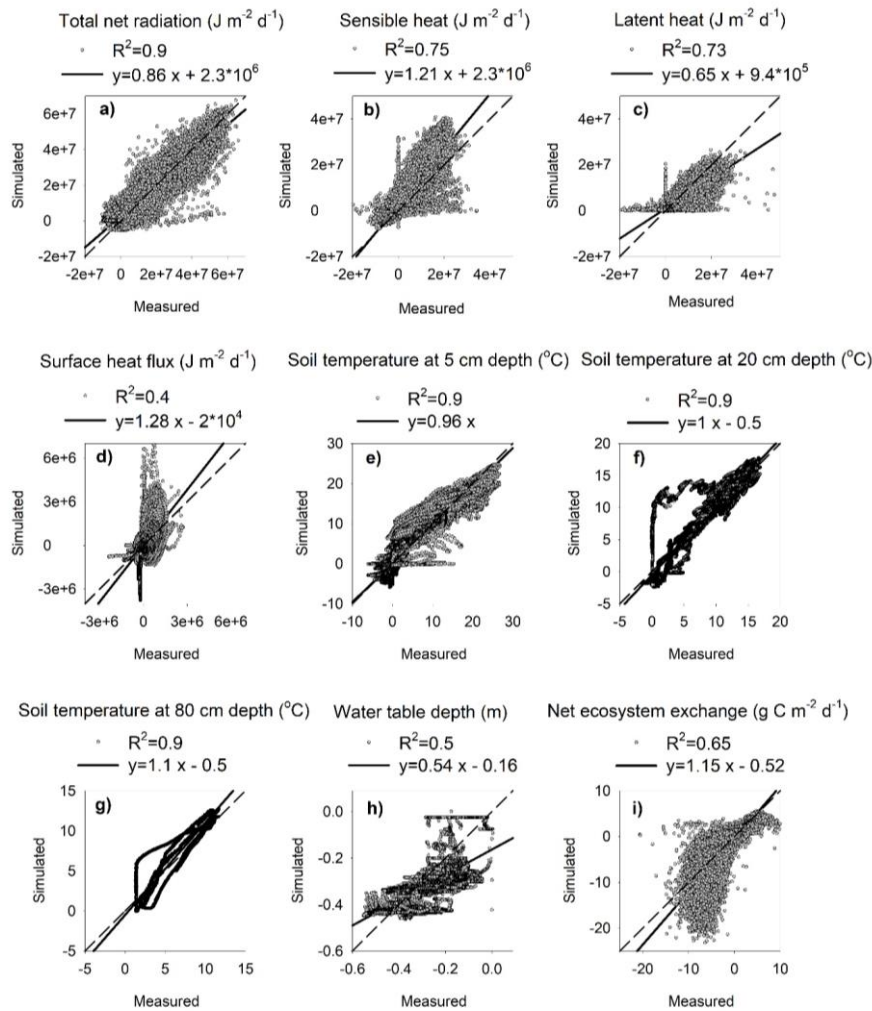 Total net radiation (J m⁻² d⁻¹)
R²=0.9
y=0.86 x + 2.3*10⁶
a)
6e+7
4e+7
2e+7
0
-2e+7
Simulated
-2e+7 0 2e+7 4e+7 6e+7
Measured
Sensible heat (J m⁻² d⁻¹)
R²=0.75
y=1.21 x + 2.3*10⁶
b)
4e+7
2e+7
0
-2e+7
Simulated
-2e+7 0 2e+7 4e+7
Measured
Latent heat (J m⁻² d⁻¹)
R²=0.73
y=0.65 x + 9.4*10⁵
c)
4e+7
2e+7
0
-2e+7
Simulated
-2e+7 0 2e+7 4e+7
Measured
Surface heat flux (J m⁻² d⁻¹)
R²=0.4
y=1.28 x - 2*10⁴
d)
6e+6
3e+6
0
-3e+6
Simulated
-3e+6 0 3e+6 6e+6
Measured
Soil temperature at 5 cm depth (°C)
R²=0.9
y=0.96 x
e)
30
20
10
0
-10
Simulated
-10 0 10 20 30
Measured
Soil temperature at 20 cm depth (°C)
R²=0.9
y=1 x - 0.5
f)
20
15
10
5
0
-5
Simulated
-5 0 5 10 15 20
Measured
Soil temperature at 80 cm depth (°C)
R²=0.9
y=1.1 x - 0.5
g)
15
10
5
0
-5
Simulated
-5 0 5 10 15
Measured
Water table depth (m)
R²=0.5
y=0.54 x - 0.16
h)
0.0
-0.2
-0.4
-0.6
Simulated
-0.6 -0.4 -0.2 0.0
Measured
Net ecosystem exchange (g C m⁻² d⁻¹)
R²=0.65
y=1.15 x - 0.52
i)
10
0
-10
-20
Simulated
-20 -10 0 10
Measured